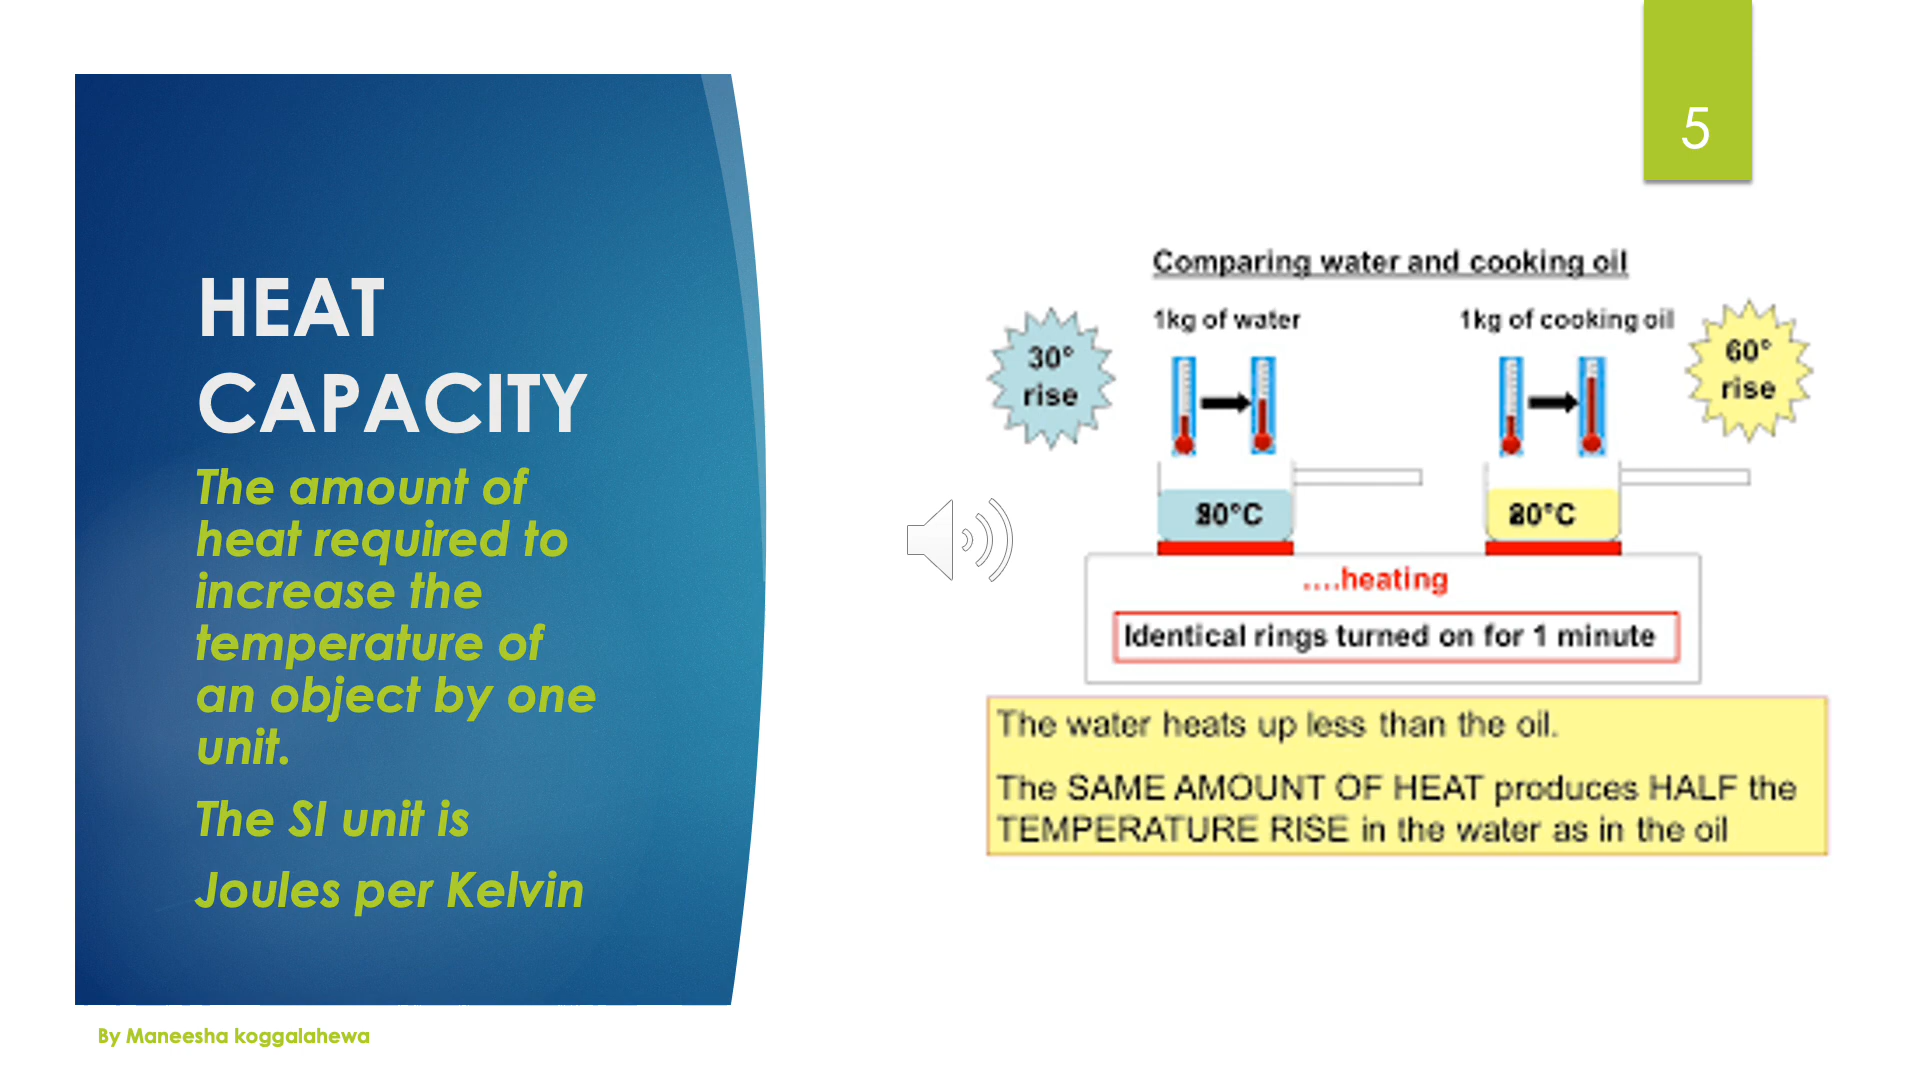 5
HEAT
CAPACITY
The amount of
heat required to
increase the
temperature of
an object by one
unit.
The SI unit is
Joules per Kelvin
By Maneesha koggalahewa
Comparing water and cooking oil
1kg of water
1kg of cooking oil
30°
rise
60°
rise
....heating
Identical rings turned on for 1 minute
The water heats up less than the oil.
The SAME AMOUNT OF HEAT produces HALF the
TEMPERATURE RISE in the water as in the oil